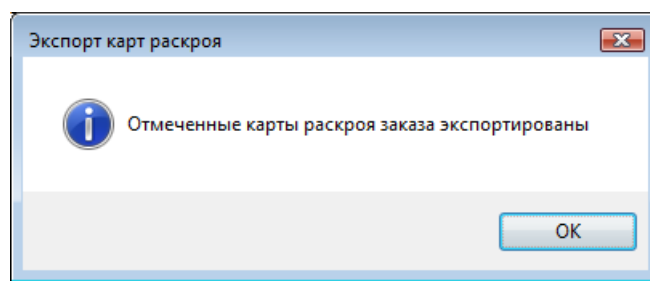 Экспорт карт раскроя
Отмеченные карты раскроя заказа экспортированы
OK